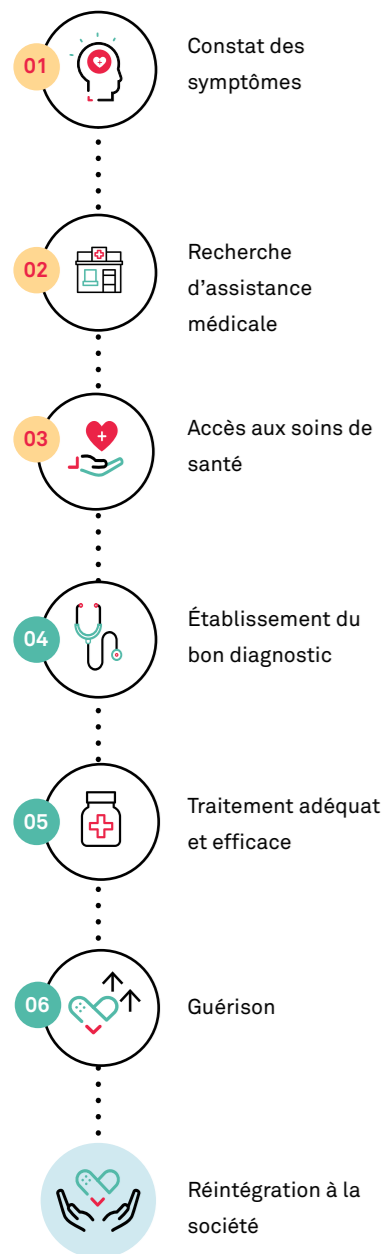 01
Constat des
symptômes
02
Recherche
d’assistance
médicale
03
Accès aux soins de
santé
04
Établissement du
bon diagnostic
05
Traitement adéquat
et efficace
06
Guérison
Réintégration à la
société